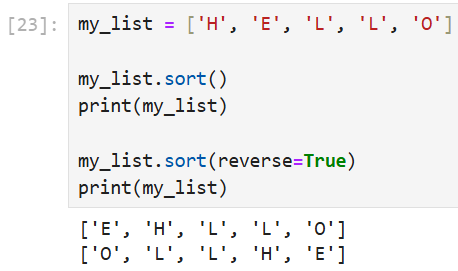 [23]: my_list = ['H', 'E', 'L', 'L', 'O']
my_list.sort()
print(my_list)
my_list.sort(reverse=True)
print(my_list)
['E', 'H', 'L', 'L', 'O']
['O', 'L', 'L', 'H', 'E']